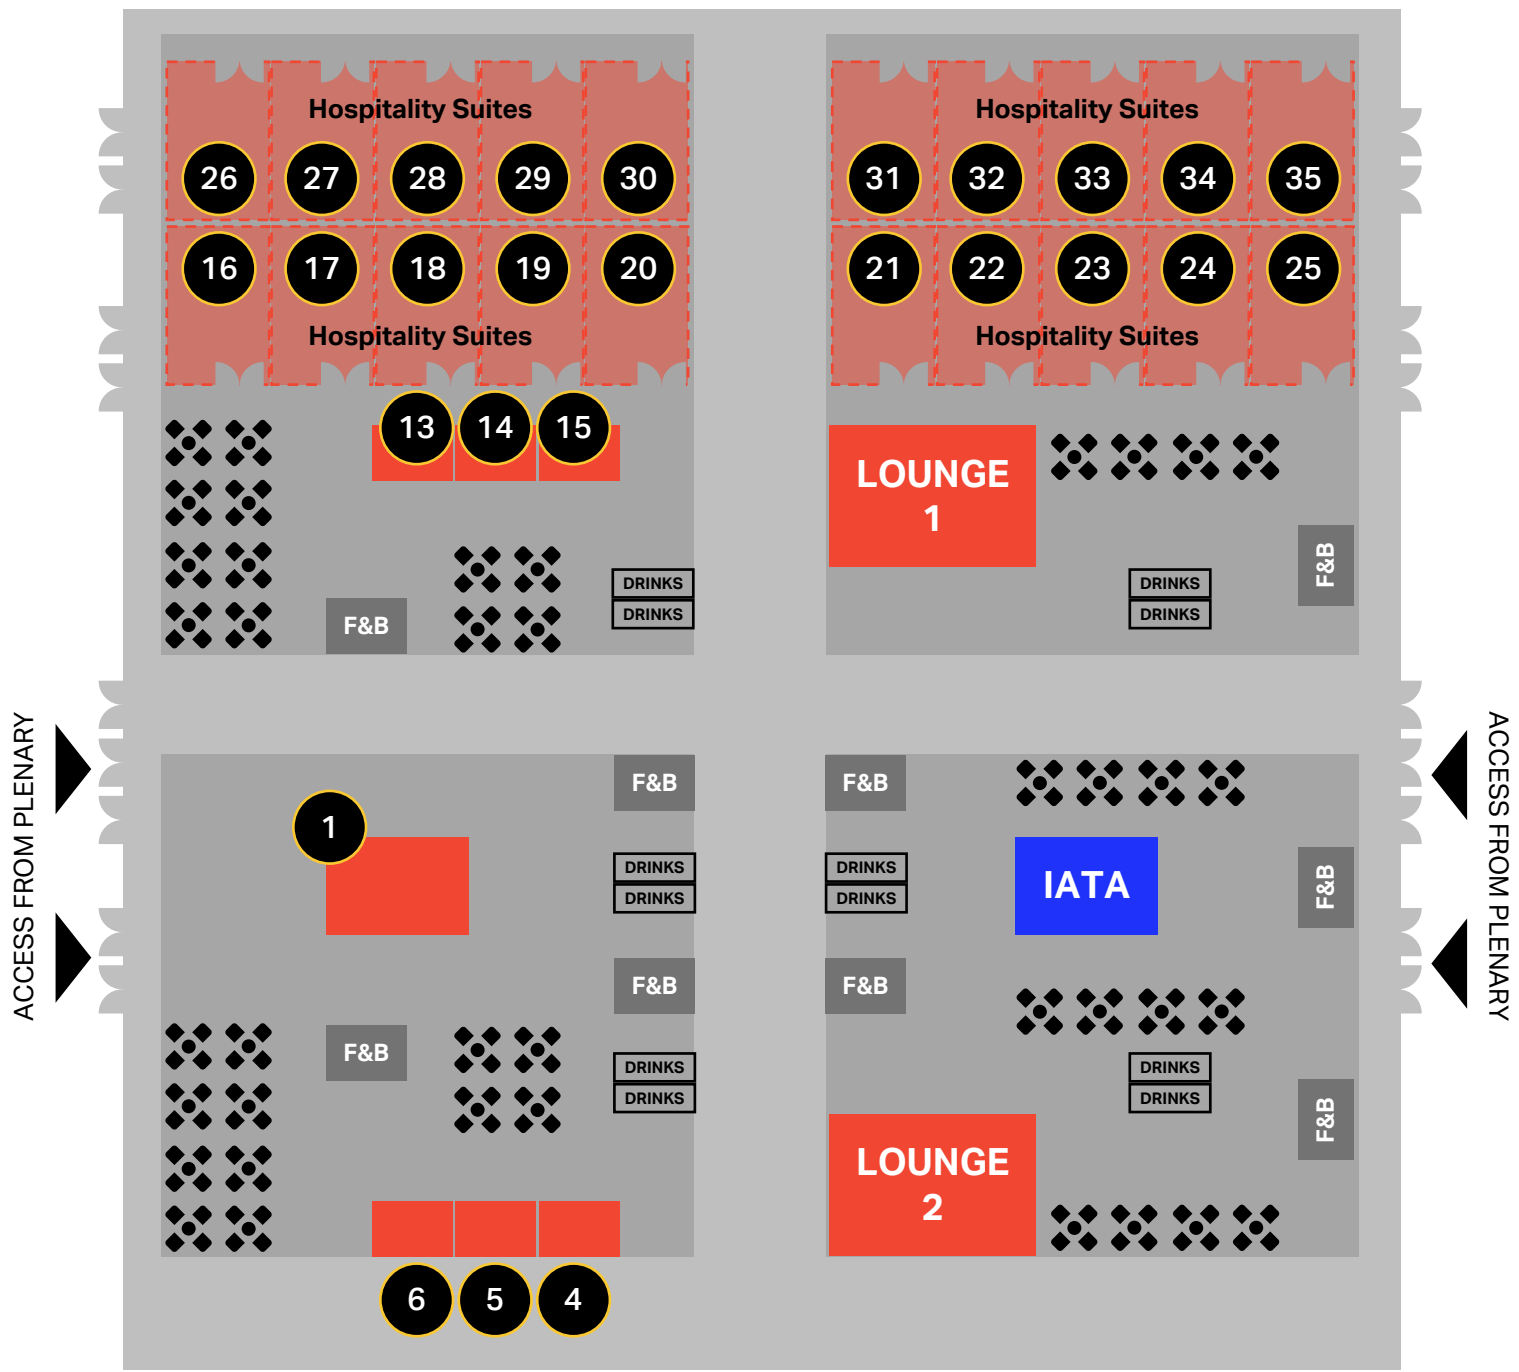 Hospitality Suites
Hospitality Suites
26 27 28 29 30
31 32 33 34 35
16 17 18 19 20
21 22 23 24 25
Hospitality Suites
Hospitality Suites
13 14 15
LOUNGE
1
F&B
DRINKS
DRINKS
DRINKS
DRINKS
F&B
ACCESS FROM PLENARY
ACCESS FROM PLENARY
F&B
F&B
1
DRINKS
DRINKS
DRINKS
DRINKS
IATA
F&B
F&B
F&B
F&B
DRINKS
DRINKS
DRINKS
DRINKS
F&B
LOUNGE
2
6 5 4